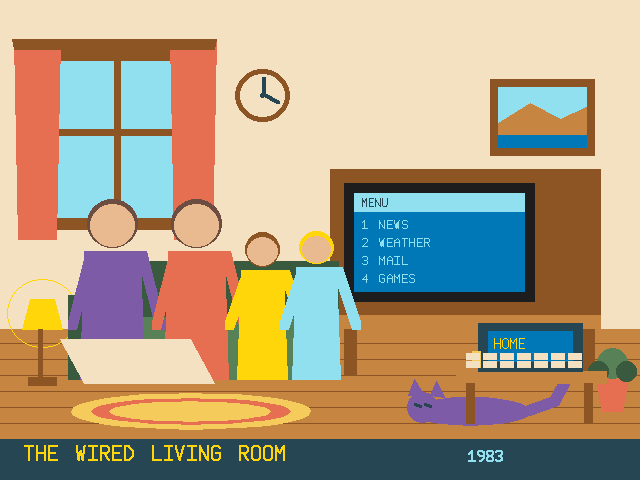 MENU
1 NEWS
2 WEATHER
3 MAIL
4 GAMES
HOME
THE WIRED LIVING ROOM
1983